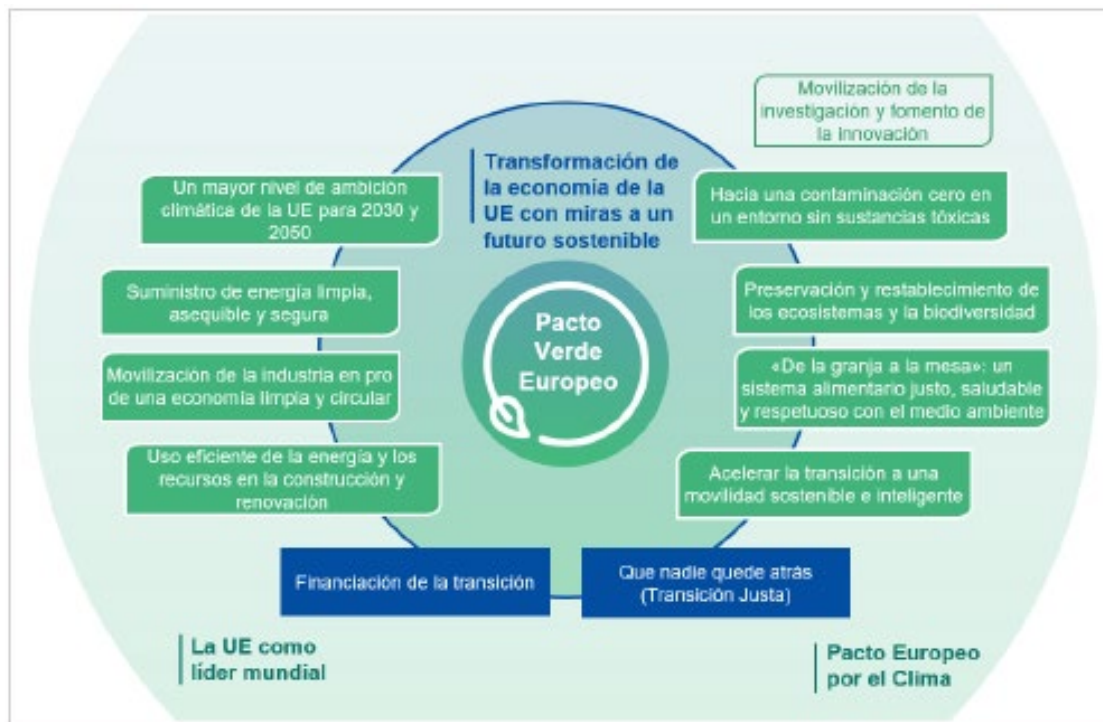 Movilización de la
investigación y fomento de
la innovación
Transformación de
la economía de la
UE con miras a un
futuro sostenible
Un mayor nivel de ambición
climática de la UE para 2030 y
2050
Hacia una contaminación cero en
un entorno sin sustancias tóxicas
Suministro de energía limpia,
asequible y segura
Preservación y restablecimiento de
los ecosistemas y la biodiversidad
Pacto
Verde
Europeo
Movilización de la industria en pro
de una economía limpia y circular
«De la granja a la mesa»: un
sistema alimentario justo, saludable
y respetuoso con el medio ambiente
Uso eficiente de la energía y los
recursos en la construcción y
renovación
Acelerar la transición a una
movilidad sostenible e inteligente
Financiación de la transición
Que nadie quede atrás
(Transición Justa)
La UE como
líder mundial
Pacto Europeo
por el Clima